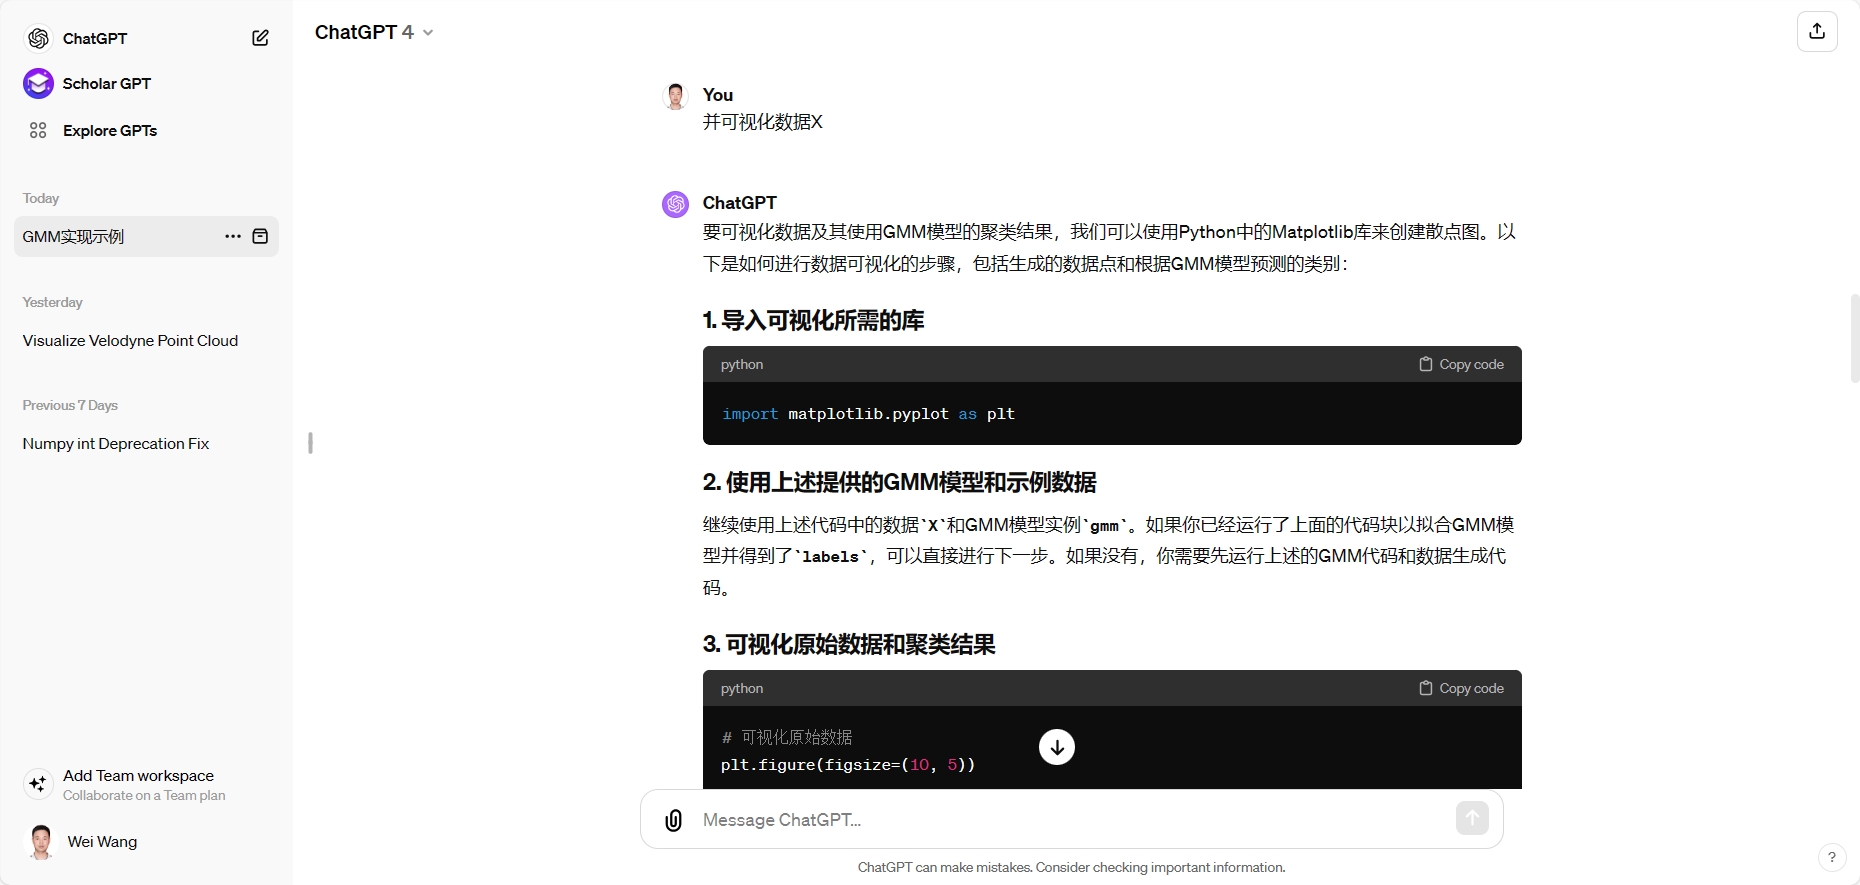 ChatGPT
Scholar GPT
Explore GPTs
Today
GMM实现示例
Yesterday
Visualize Velodyne Point Cloud
Previous 7 Days
Numpy int Deprecation Fix
Add Team workspace
Collaborate on a Team plan
Wei Wang
ChatGPT 4
You
并可视化数据X
ChatGPT
要可视化数据及其使用GMM模型的聚类结果，我们可以使用Python中的Matplotlib库来创建散点图。以
下是如何进行数据可视化的步骤，包括生成的数据点和根据GMM模型预测的类别：
1. 导入可视化所需的库
python
Copy code
import matplotlib.pyplot as plt
2. 使用上述提供的GMM模型和示例数据
继续使用上述代码中的数据`X`和GMM模型实例`gmm`。如果你已经运行了上面的代码块以拟合GMM模
型并得到了`labels`，可以直接进行下一步。如果没有，你需要先运行上述的GMM代码和数据生成代
码。
3. 可视化原始数据和聚类结果
python
Copy code
# 可视化原始数据
plt.figure(figsize=(10, 5))
Message ChatGPT...
ChatGPT can make mistakes. Consider checking important information.
?